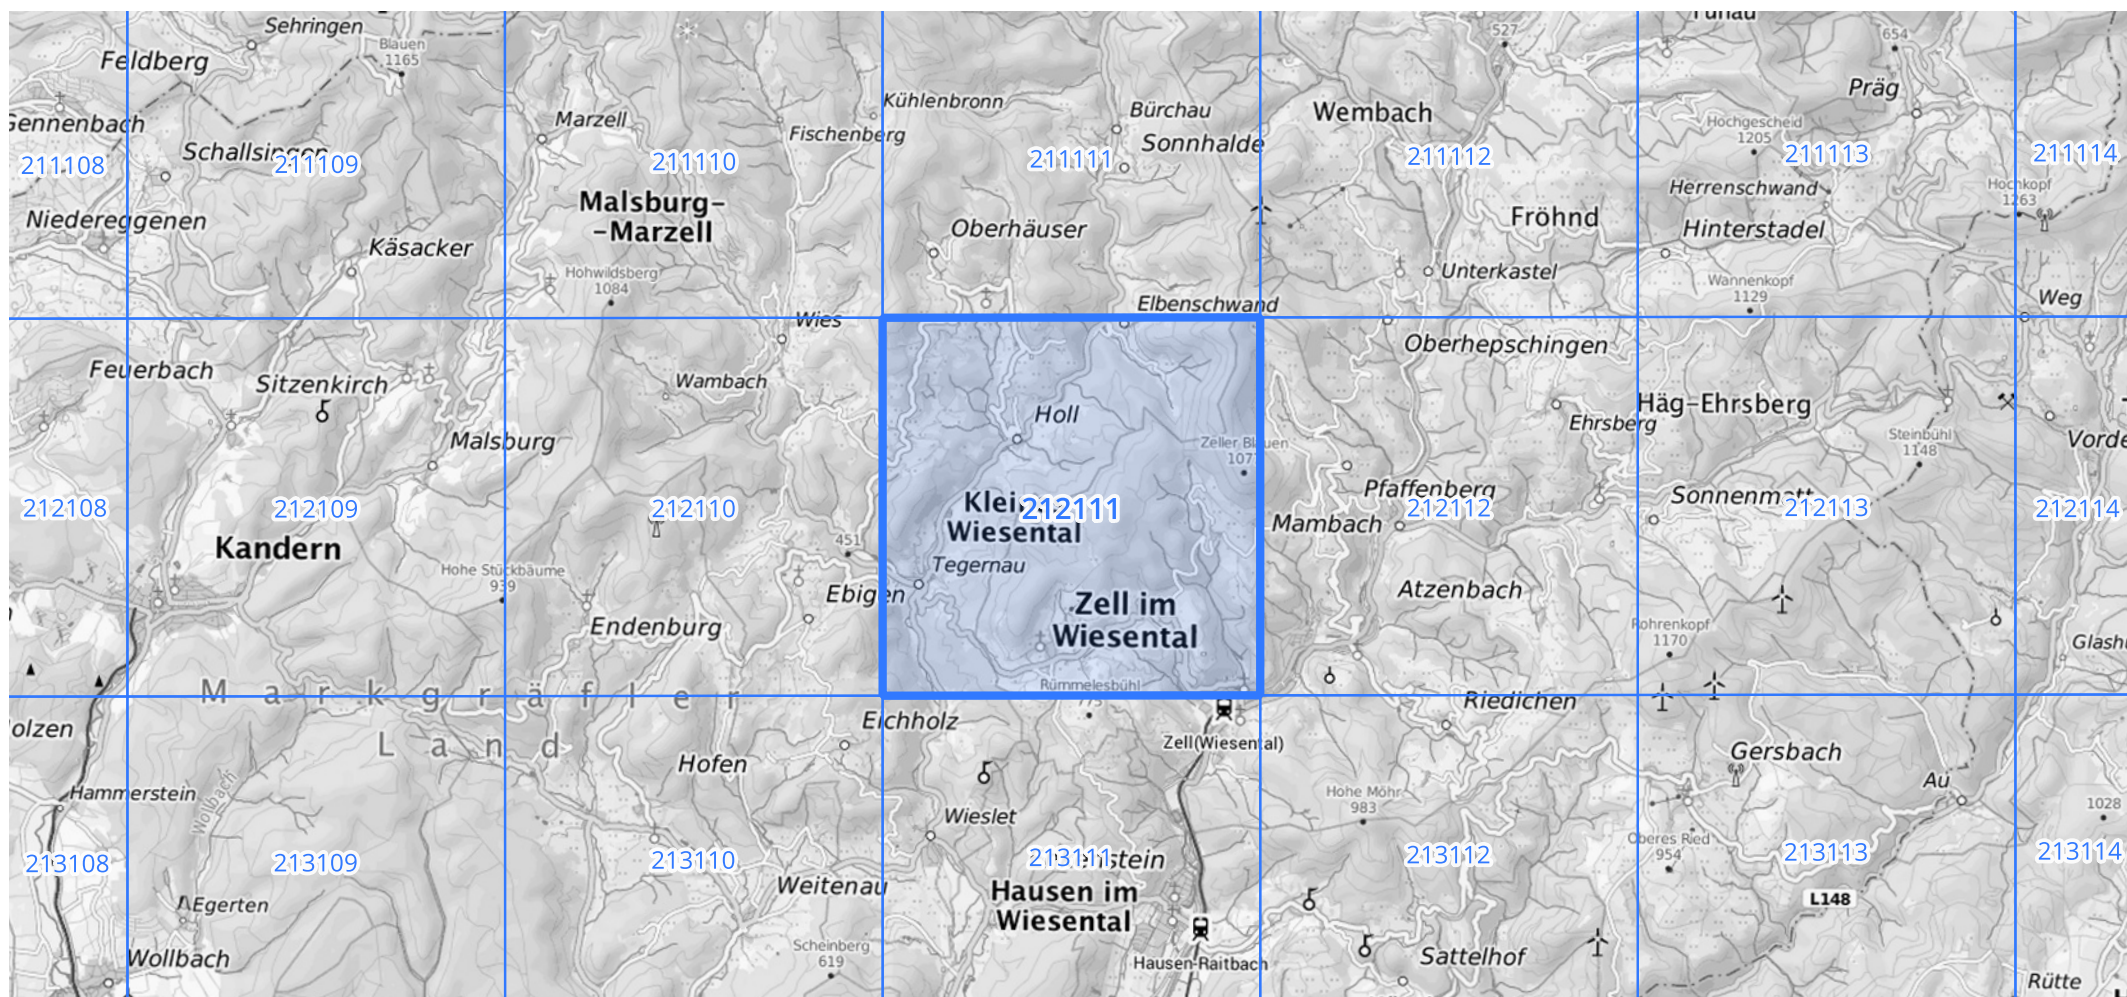 Sehringen
Blauen
1165
Feldberg
527
654
Präg
Gennenbach
Marzell
Kühlenbronn
Fischenberg
Bürchau
Sonnhalde
Wembach
Hochgescheid
1205
211108
Schallsingen
211109
211110
211111
211112
211113
211114
Herrenschwand
Hochkopf
1263
Malsburg-
-Marzell
Niedereggenen
Käsacker
Oberhäuser
Fröhnd
Hinterstadel
Hohwildsberg
1084
Unterkastel
Wannenkopf
1129
Weg
Elbenschwand
Wies
Feuerbach
Sitzenkirch
Wambach
Holl
Oberhepschingen
Häg-Ehrsberg
Ehrsberg
Malsburg
Zeller Blauen
Steinbühl
1148
Pfaffenberg
Sonnenmatt
212108
212109
212110
212111
212112
212113
212114
Wiesental
Mambach
Kandern
Hohe Stückbäume
939
451
Tegernau
Ebigen
Atzenbach
Zell im
Wiesental
Endenburg
Rohrenkopf
1170
Rümmelesbühl
Markgräfler
Land
Riedichen
Eichholz
Zell(Wiesental)
Hofen
Gersbach
Au
Hammerstein
Wollbach
Wieslet
Hohe Möhr
983
1028
Oberes Ried
954
213108
213109
213110
213111
213112
213113
213114
Weitenau
Hausen im
Wiesental
L148
Egerten
Wollbach
Scheinberg
619
Hausen-Raitbach
Sattelhof
Rütte